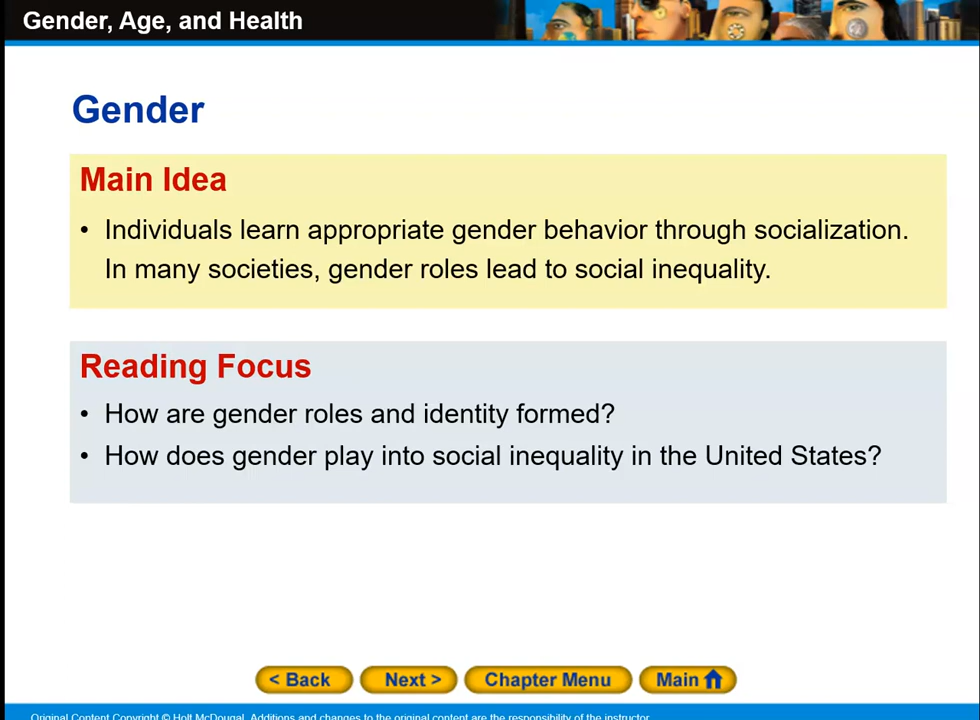 Gender, Age, and Health
Gender
Main Idea
• Individuals learn appropriate gender behavior through socialization.
In many societies, gender roles lead to social inequality.
Reading Focus
• How are gender roles and identity formed?
• How does gender play into social inequality in the United States?
< Back Next > Chapter Menu Main
Original Content Copyright © Holt McDougal. Additions and changes to the original content are the responsibility of the instructor.